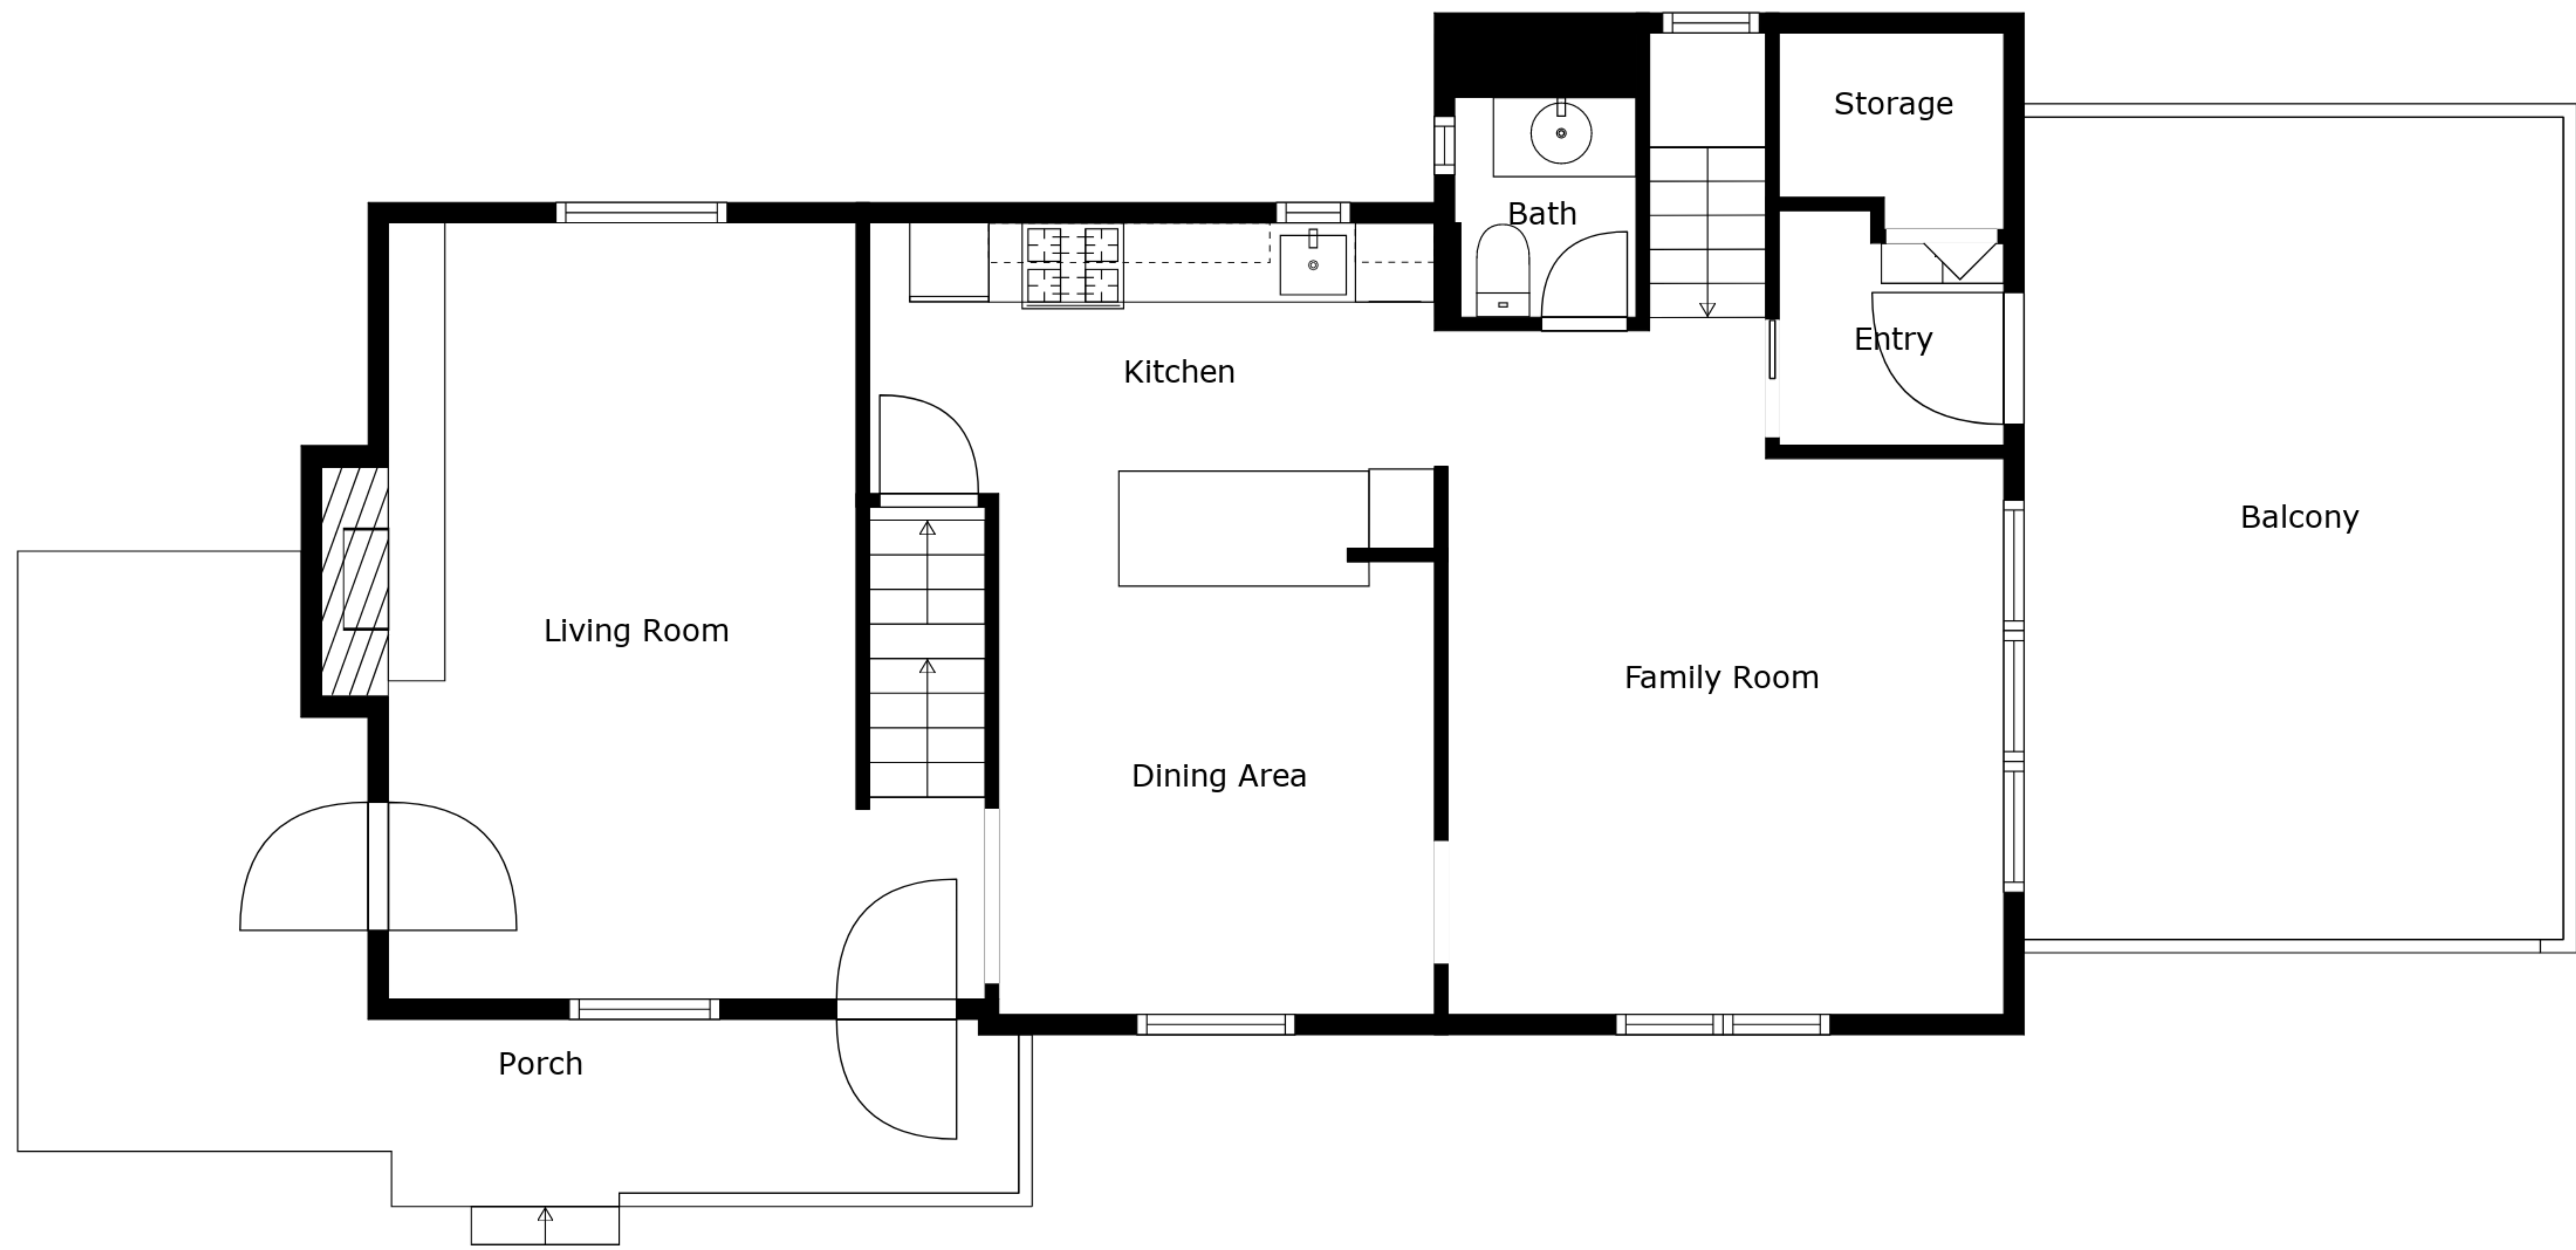 Storage
Bath
Entry
Kitchen
Balcony
Living Room
Family Room
Dining Area
Porch